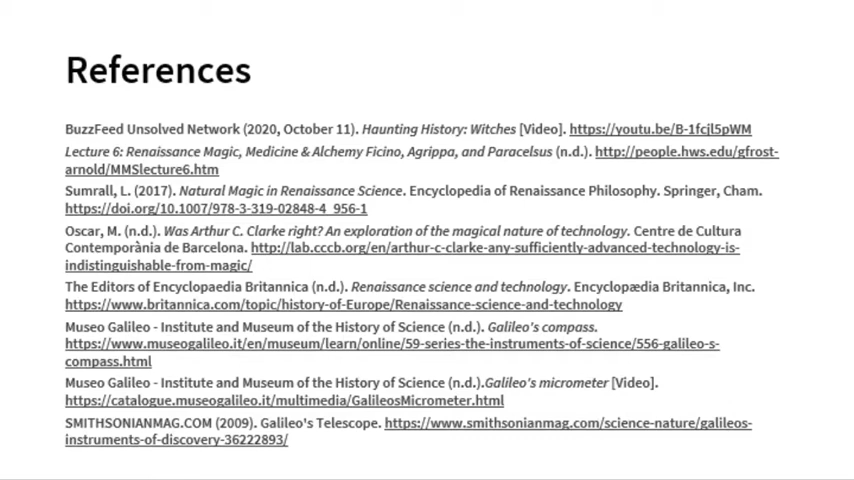 References
BuzzFeed Unsolved Network (2020, October 11). Haunting History: Witches [Video]. https://youtu.be/B-1fcjl5pWM
Lecture 6: Renaissance Magic, Medicine & Alchemy Ficino, Agrippa, and Paracelsus (n.d.). http://people.hws.edu/gfrost-
arnold/MMSlecture6.htm
Sumrall, L. (2017). Natural Magic in Renaissance Science. Encyclopedia of Renaissance Philosophy. Springer, Cham.
https://doi.org/10.1007/978-3-319-02848-4_956-1
Oscar, M. (n.d.). Was Arthur C. Clarke right? An exploration of the magical nature of technology. Centre de Cultura
Contemporània de Barcelona. http://lab.cccb.org/en/arthur-c-clarke-any-sufficiently-advanced-technology-is-
indistinguishable-from-magic/
The Editors of Encyclopaedia Britannica (n.d.). Renaissance science and technology. Encyclopædia Britannica, Inc.
https://www.britannica.com/topic/history-of-Europe/Renaissance-science-and-technology
Museo Galileo - Institute and Museum of the History of Science (n.d.). Galileo's compass.
https://www.museogalileo.it/en/museum/learn/online/59-series-the-instruments-of-science/556-galileo-s-
compass.html
Museo Galileo - Institute and Museum of the History of Science (n.d.).Galileo's micrometer [Video].
https://catalogue.museogalileo.it/multimedia/GalileosMicrometer.html
SMITHSONIANMAG.COM (2009). Galileo's Telescope. https://www.smithsonianmag.com/science-nature/galileos-
instruments-of-discovery-36222893/